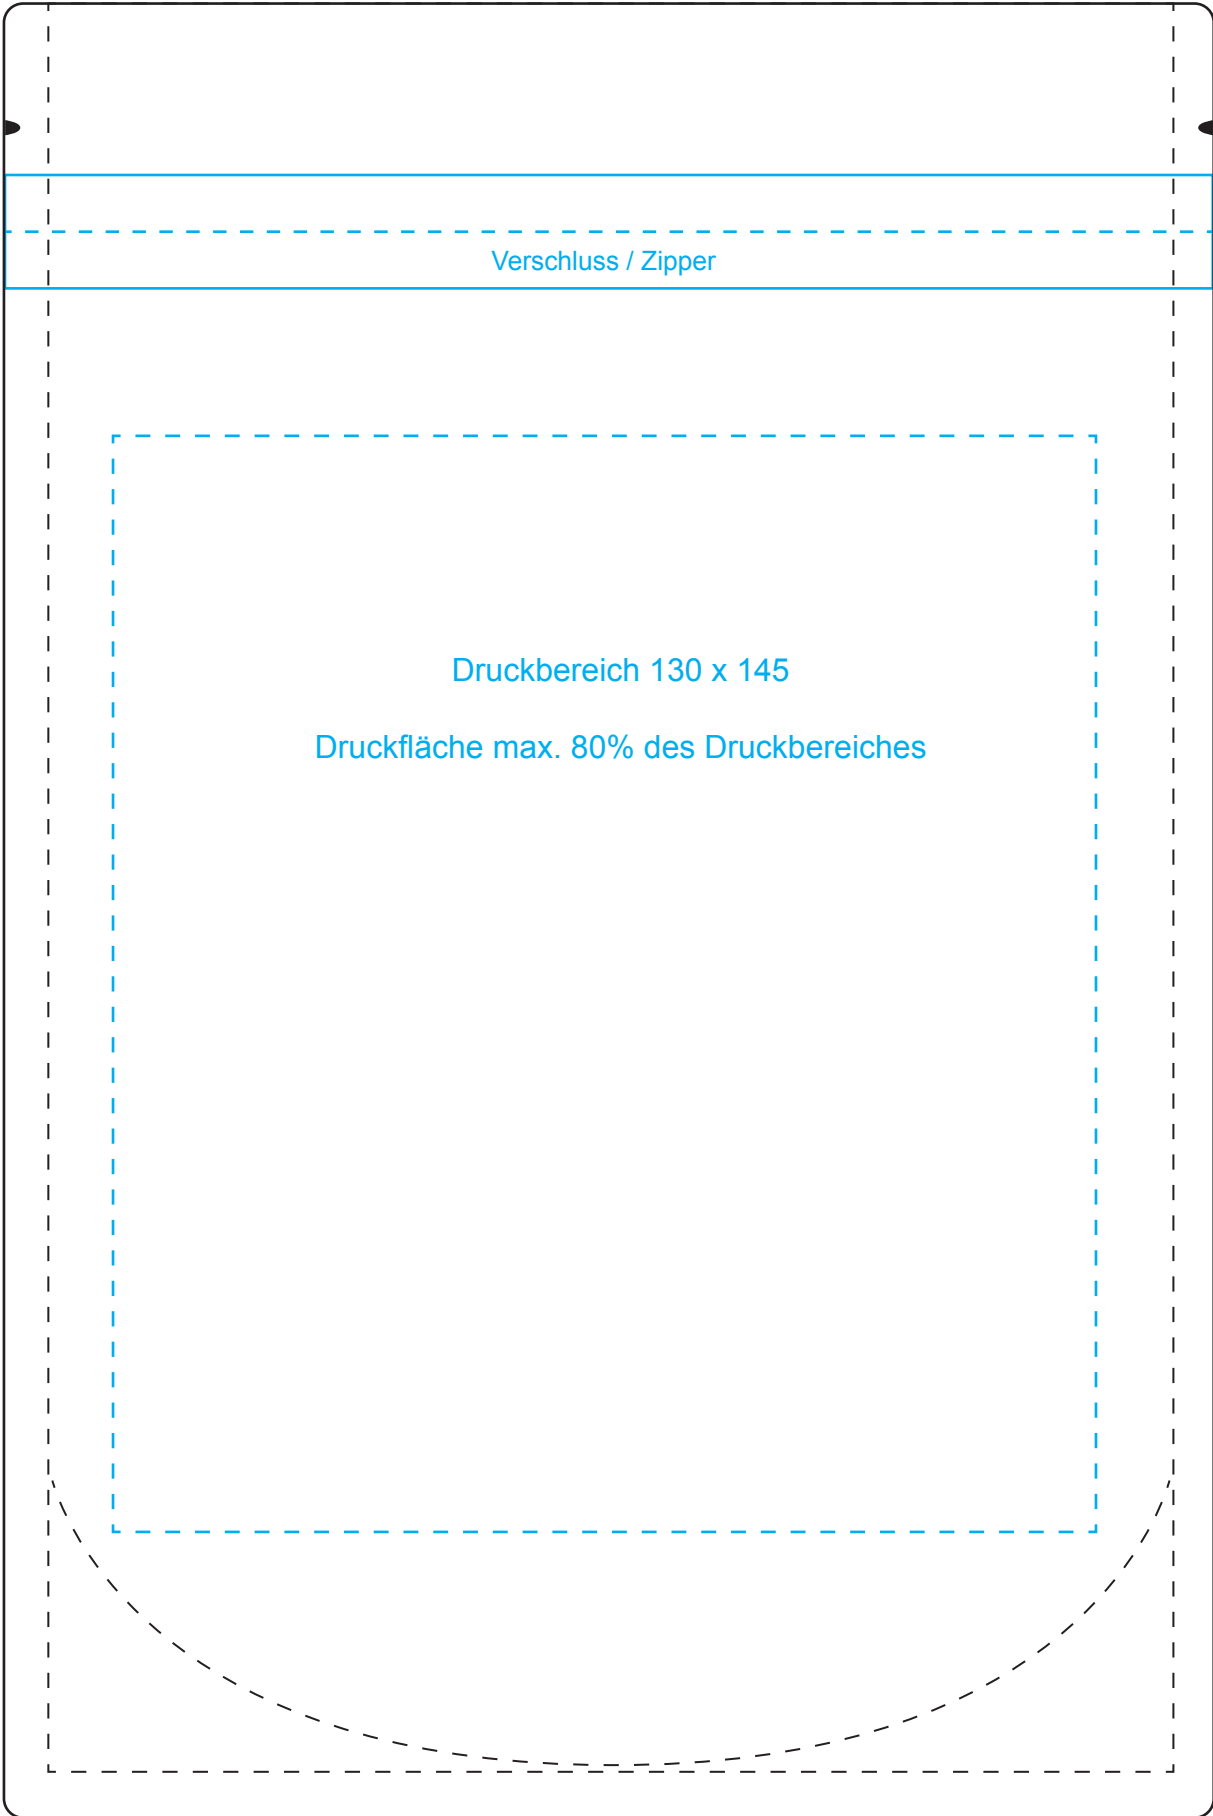 Verschluss / Zipper
Druckbereich 130 x 145
Druckfläche max. 80% des Druckbereiches